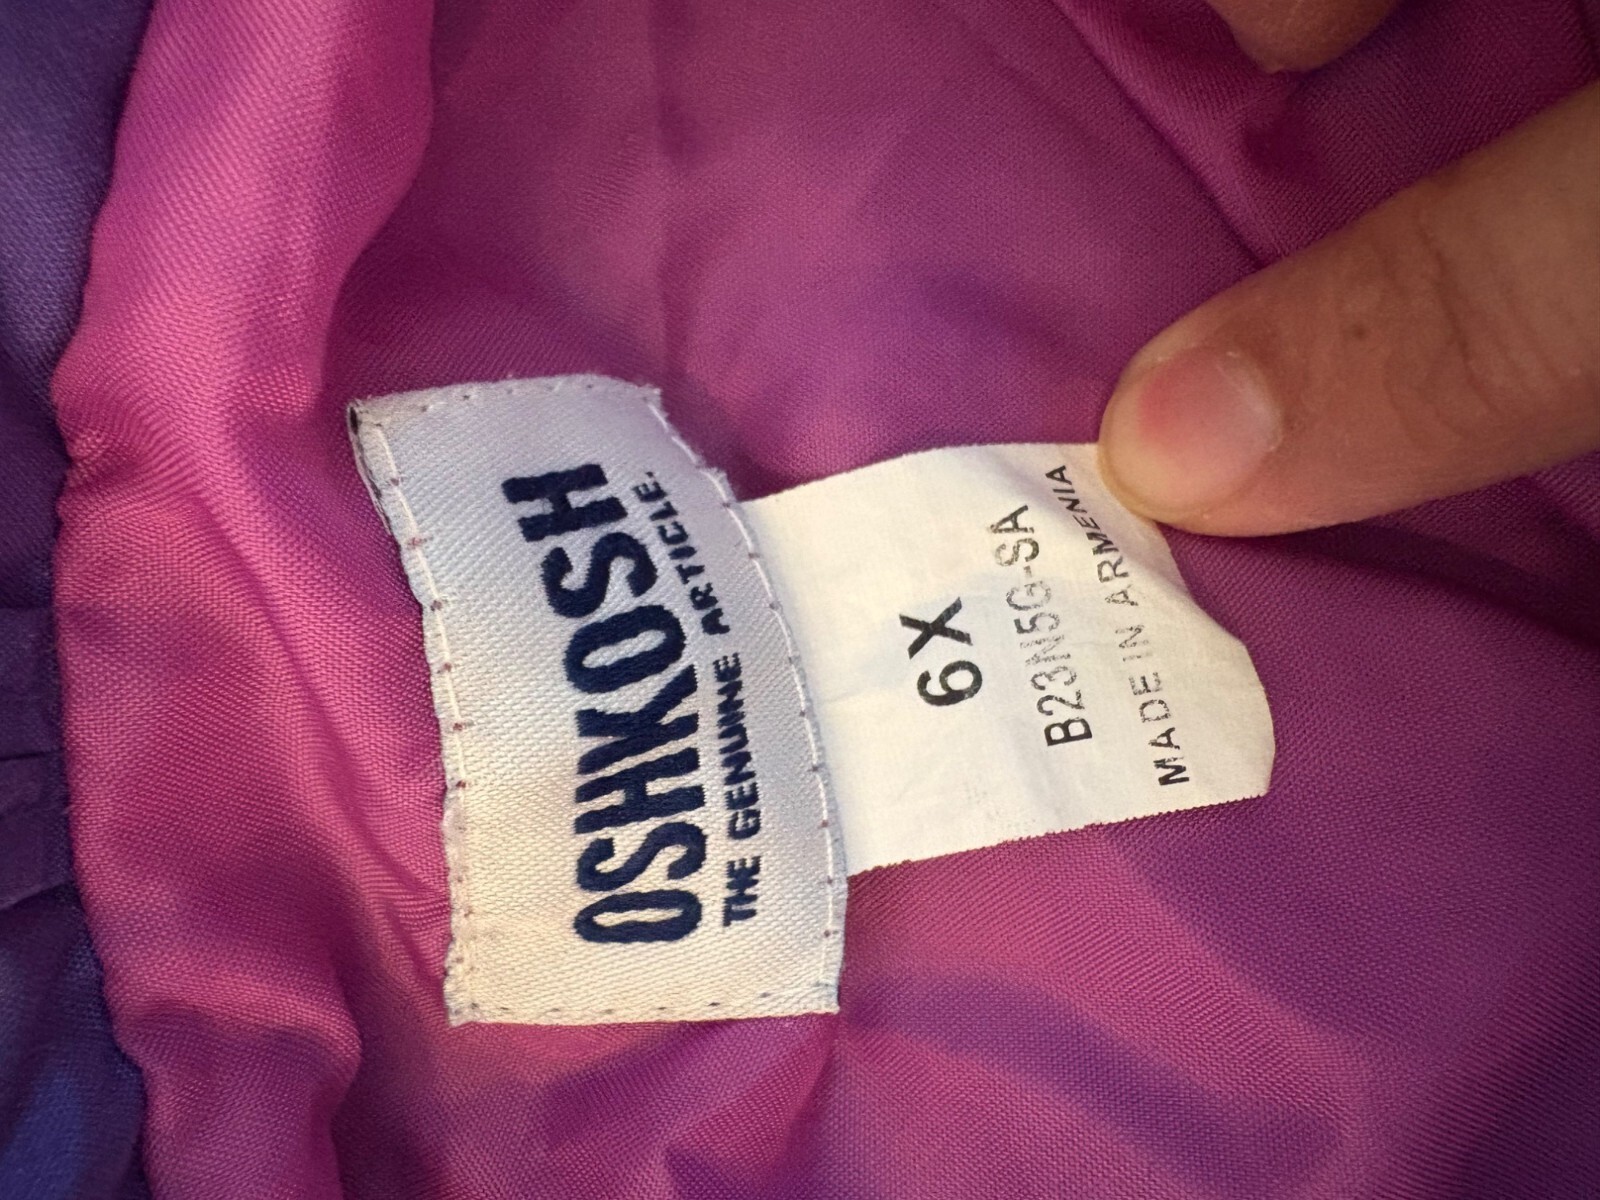 OSHKOSH
THE GENUINE ARTICLE.
6X
B23N5G-SA
MADE IN ARMENIA